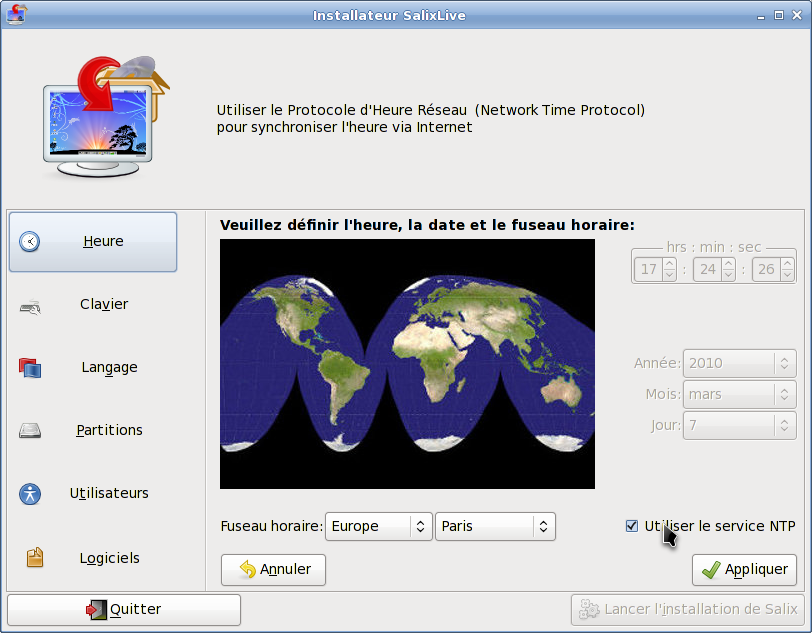 Installateur SalixLive
Utiliser le Protocole d'Heure Réseau (Network Time Protocol)
pour synchroniser l'heure via Internet
Heure
Clavier
Langage
Partitions
Utilisateurs
Logiciels
Veuillez définir l'heure, la date et le fuseau horaire:
hrs : min : sec
17 : 24 : 26
Année: 2010
Mois: mars
Jour: 7
Fuseau horaire: Europe Paris
Utiliser le service NTP
Annuler
Appliquer
Quitter
Lancer l'installation de Salix